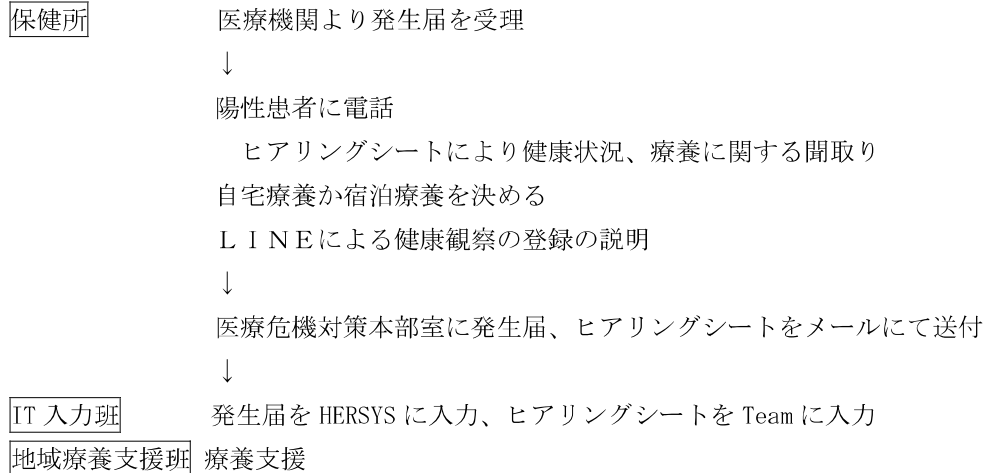 保健所 医療機関より発生届を受理
↓
陽性患者に電話
ヒアリングシートにより健康状況、療養に関する聞取り
自宅療養か宿泊療養を決める
ＬＩＮＥによる健康観察の登録の説明
↓
医療危機対策本部室に発生届、ヒアリングシートをメールにて送付
↓
IT 入力班 発生届を HERSYS に入力、ヒアリングシートを Team に入力
地域療養支援班 療養支援